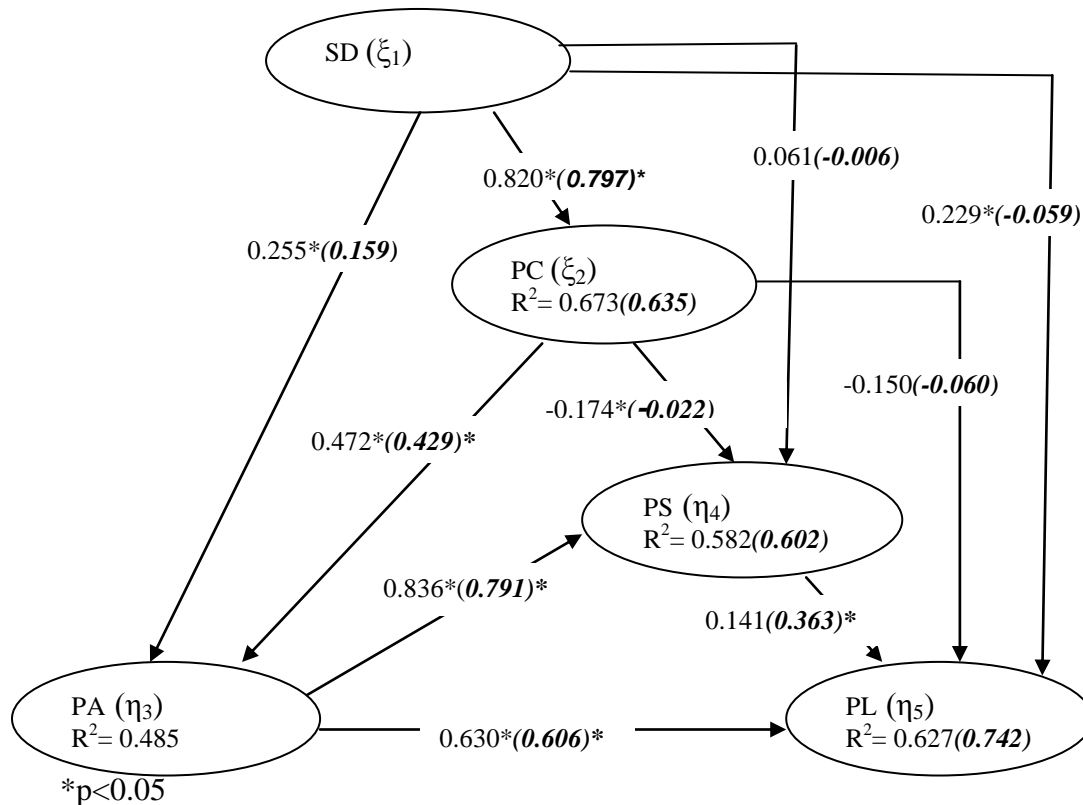 SD (ξ₁)
0.061(-0.006)
0.820*(0.797)*
0.229*(-0.059)
0.255*(0.159)
PC (ξ₂)
R²= 0.673(0.635)
-0.150(-0.060)
-0.174*(-0.022)
0.472*(0.429)*
PS (η₄)
R²= 0.582(0.602)
0.836*(0.791)*
0.141(0.363)*
PA (η₃)
R²= 0.485
0.630*(0.606)*
PL (η₅)
R²= 0.627(0.742)
*p<0.05